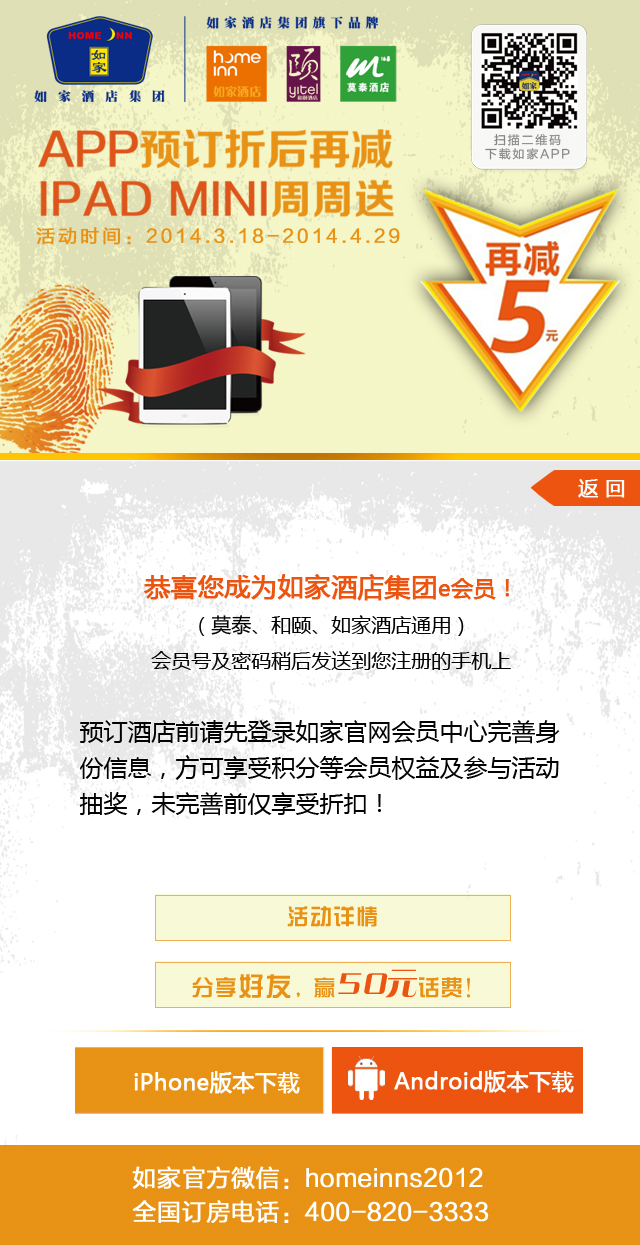 如家酒店集团旗下品牌
HOME INN
如家
如家酒店集团
home inn
如家酒店
颐
yitel
和颐酒店
莫泰酒店
168
如家
扫描二维码
下载如家APP
APP预订折后再减
IPAD MINI周周送
活动时间：2014.3.18-2014.4.29
再减
5元
返回
恭喜您成为如家酒店集团e会员！
（莫泰、和颐、如家酒店通用）
会员号及密码稍后发送到您注册的手机上
预订酒店前请先登录如家官网会员中心完善身
份信息，方可享受积分等会员权益及参与活动
抽奖，未完善前仅享受折扣！
活动详情
分享好友，赢50元话费！
iPhone版本下载
Android版本下载
如家官方微信：homeinns2012
全国订房电话：400-820-3333